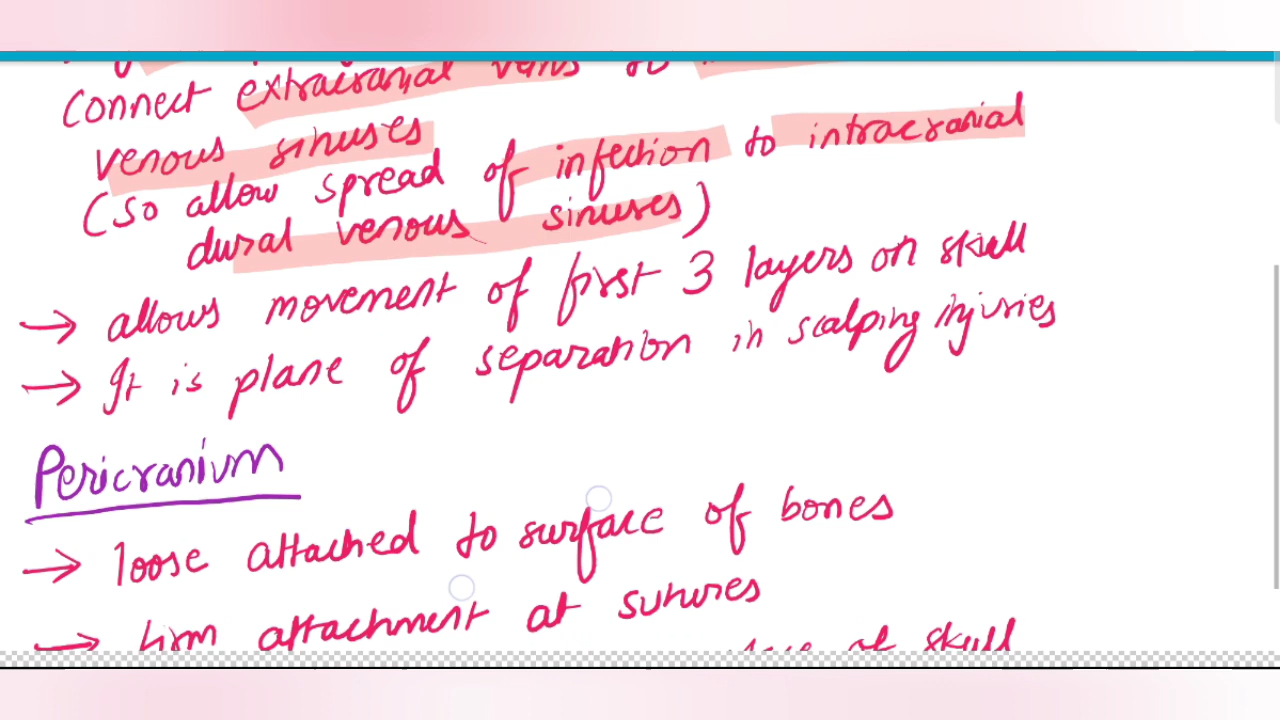 connect extracranial veins to
venous sinuses
(so allow spread of infection to intracranial
dural venous sinuses)
→ allows movement of first 3 layers on skull
→ It is plane of separation in scalping injuries
Pericranium
→ loose attached to surface of bones
→ firm attachment at sutures
of skull